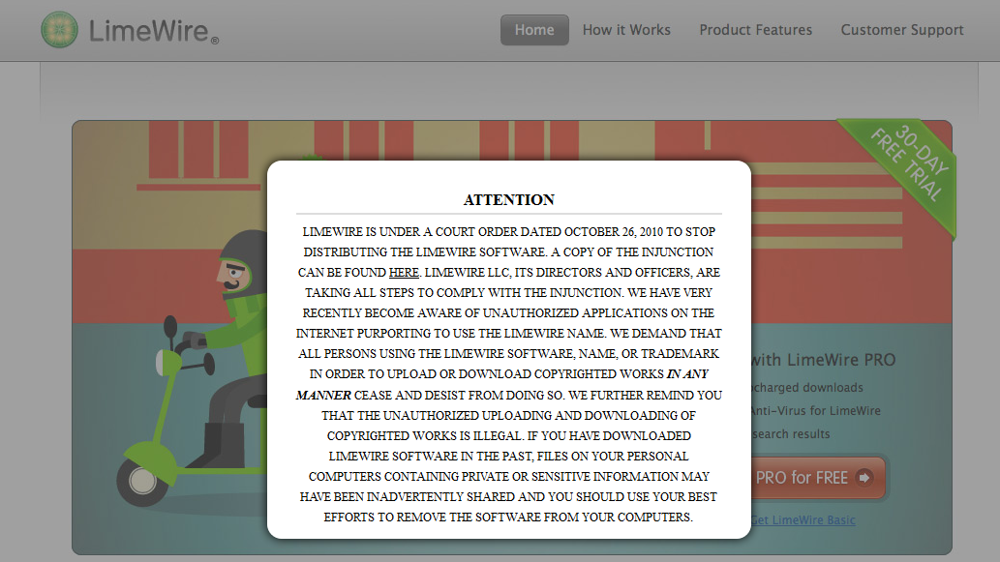 LimeWire®
Home How it Works Product Features Customer Support
30-DAY
FREE TRIAL
ATTENTION
LIMEWIRE IS UNDER A COURT ORDER DATED OCTOBER 26, 2010 TO STOP
DISTRIBUTING THE LIMEWIRE SOFTWARE. A COPY OF THE INJUNCTION
CAN BE FOUND HERE. LIMEWIRE LLC, ITS DIRECTORS AND OFFICERS, ARE
TAKING ALL STEPS TO COMPLY WITH THE INJUNCTION. WE HAVE VERY
RECENTLY BECOME AWARE OF UNAUTHORIZED APPLICATIONS ON THE
INTERNET PURPORTING TO USE THE LIMEWIRE NAME. WE DEMAND THAT
ALL PERSONS USING THE LIMEWIRE SOFTWARE, NAME, OR TRADEMARK
IN ORDER TO UPLOAD OR DOWNLOAD COPYRIGHTED WORKS IN ANY
MANNER CEASE AND DESIST FROM DOING SO. WE FURTHER REMIND YOU
THAT THE UNAUTHORIZED UPLOADING AND DOWNLOADING OF
COPYRIGHTED WORKS IS ILLEGAL. IF YOU HAVE DOWNLOADED
LIMEWIRE SOFTWARE IN THE PAST, FILES ON YOUR PERSONAL
COMPUTERS CONTAINING PRIVATE OR SENSITIVE INFORMATION MAY
HAVE BEEN INADVERTENTLY SHARED AND YOU SHOULD USE YOUR BEST
EFFORTS TO REMOVE THE SOFTWARE FROM YOUR COMPUTERS.
with LimeWire PRO
downloads
Anti-Virus for LimeWire
search results
PRO for FREE
Get LimeWire Basic